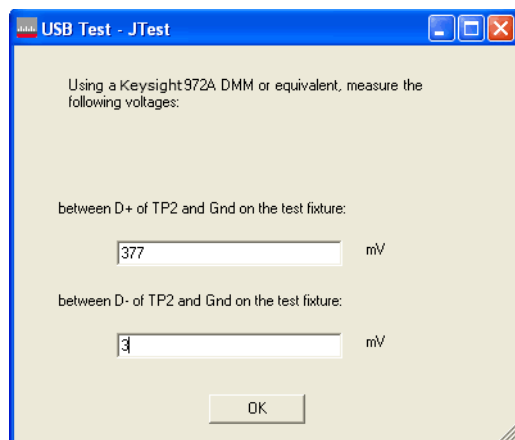 USB Test - JTest
Using a Keysight 972A DMM or equivalent, measure the
following voltages:
between D+ of TP2 and Gnd on the test fixture:
377 mV
between D- of TP2 and Gnd on the test fixture:
3 mV
OK